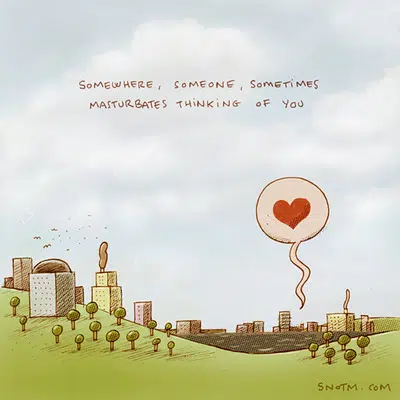 SOMEWHERE, SOMEONE, SOMETIMES
MASTURBATES THINKING OF YOU
SNOTM.COM